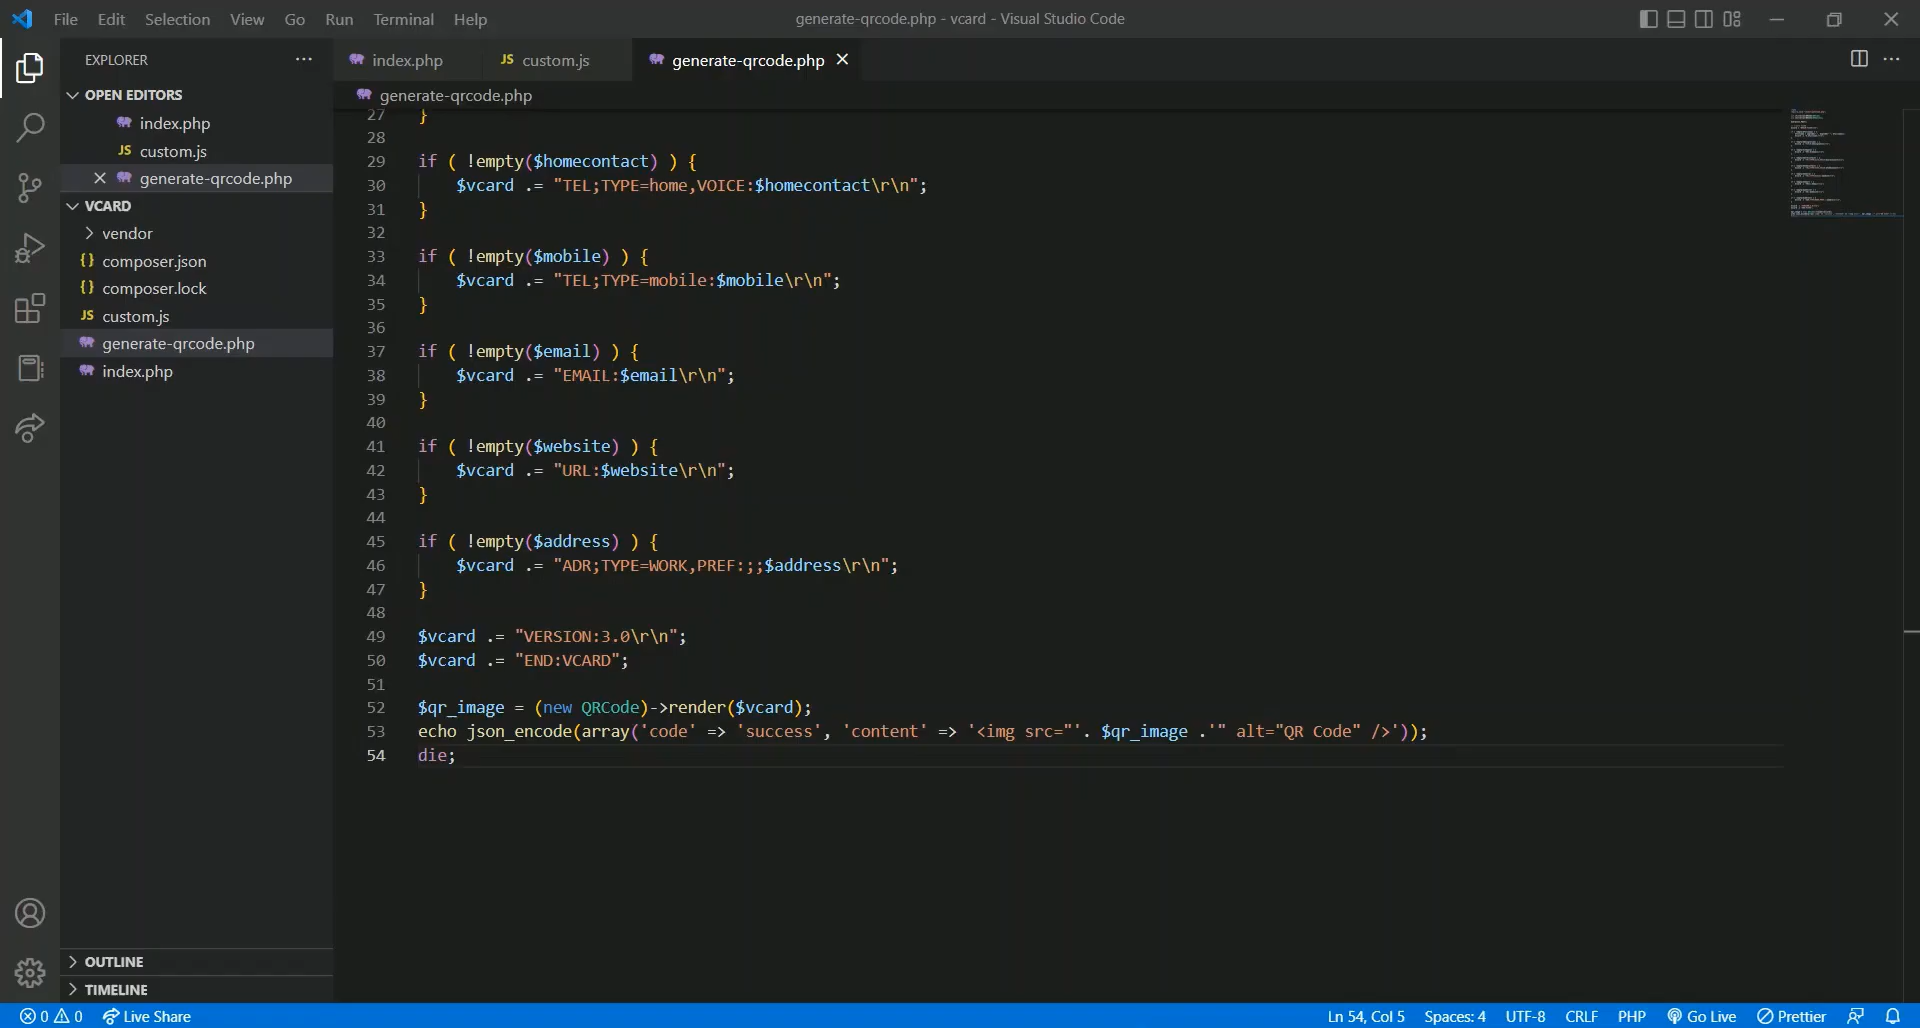 File Edit Selection View Go Run Terminal Help
generate-qrcode.php - vcard - Visual Studio Code
EXPLORER
OPEN EDITORS
index.php
JS custom.js
generate-qrcode.php
VCARD
vendor
{} composer.json
{} composer.lock
JS custom.js
generate-qrcode.php
index.php
OUTLINE
TIMELINE
index.php JS custom.js generate-qrcode.php
generate-qrcode.php
27 }
28
29 if ( !empty($homecontact) ) {
30 $vcard .= "TEL;TYPE=home,VOICE:$homecontact\r\n";
31 }
32
33 if ( !empty($mobile) ) {
34 $vcard .= "TEL;TYPE=mobile:$mobile\r\n";
35 }
36
37 if ( !empty($email) ) {
38 $vcard .= "EMAIL:$email\r\n";
39 }
40
41 if ( !empty($website) ) {
42 $vcard .= "URL:$website\r\n";
43 }
44
45 if ( !empty($address) ) {
46 $vcard .= "ADR;TYPE=WORK,PREF:;;$address\r\n";
47 }
48
49 $vcard .= "VERSION:3.0\r\n";
50 $vcard .= "END:VCARD";
51
52 $qr_image = (new QRCode)->render($vcard);
53 echo json_encode(array('code' => 'success', 'content' => '<img src="'. $qr_image .'" alt="QR Code" />'));
54 die;
0 0 Live Share Ln 54, Col 5 Spaces: 4 UTF-8 CRLF PHP Go Live Prettier